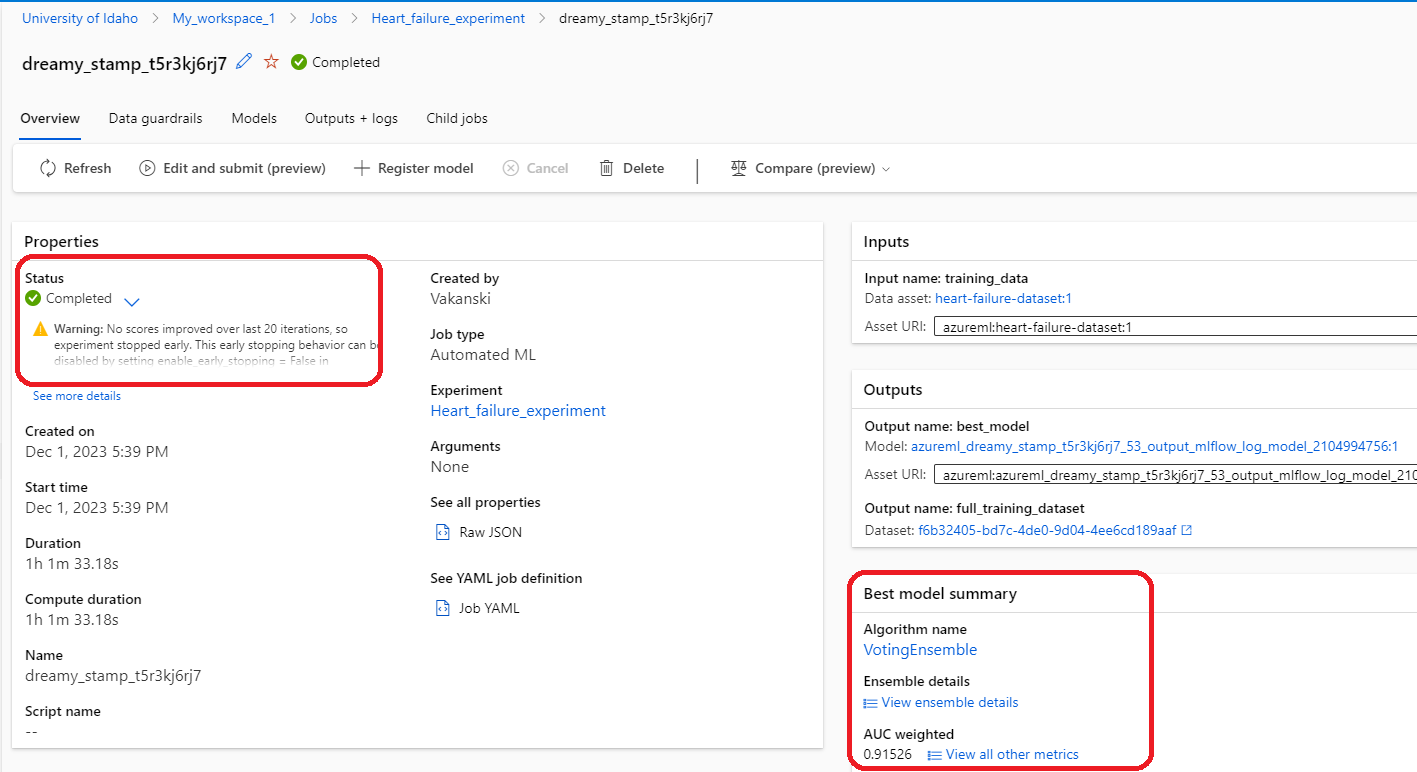 University of Idaho > My_workspace_1 > Jobs > Heart_failure_experiment > dreamy_stamp_t5r3kj6rj7
dreamy_stamp_t5r3kj6rj7 Completed
Overview Data guardrails Models Outputs + logs Child jobs
Refresh Edit and submit (preview) Register model Cancel Delete Compare (preview)
Properties
Status
Completed
Warning: No scores improved over last 20 iterations, so
experiment stopped early. This early stopping behavior can be
disabled by setting enable_early_stopping = False in
See more details
Created on
Dec 1, 2023 5:39 PM
Start time
Dec 1, 2023 5:39 PM
Duration
1h 1m 33.18s
Compute duration
1h 1m 33.18s
Name
dreamy_stamp_t5r3kj6rj7
Script name
--
Created by
Vakanski
Job type
Automated ML
Experiment
Heart_failure_experiment
Arguments
None
See all properties
Raw JSON
See YAML job definition
Job YAML
Inputs
Input name: training_data
Data asset: heart-failure-dataset:1
Asset URI: azureml:heart-failure-dataset:1
Outputs
Output name: best_model
Model: azureml_dreamy_stamp_t5r3kj6rj7_53_output_mlflow_log_model_2104994756:1
Asset URI: azureml:azureml_dreamy_stamp_t5r3kj6rj7_53_output_mlflow_log_model_210
Output name: full_training_dataset
Dataset: f6b32405-bd7c-4de0-9d04-4ee6cd189aaf
Best model summary
Algorithm name
VotingEnsemble
Ensemble details
View ensemble details
AUC weighted
0.91526 View all other metrics